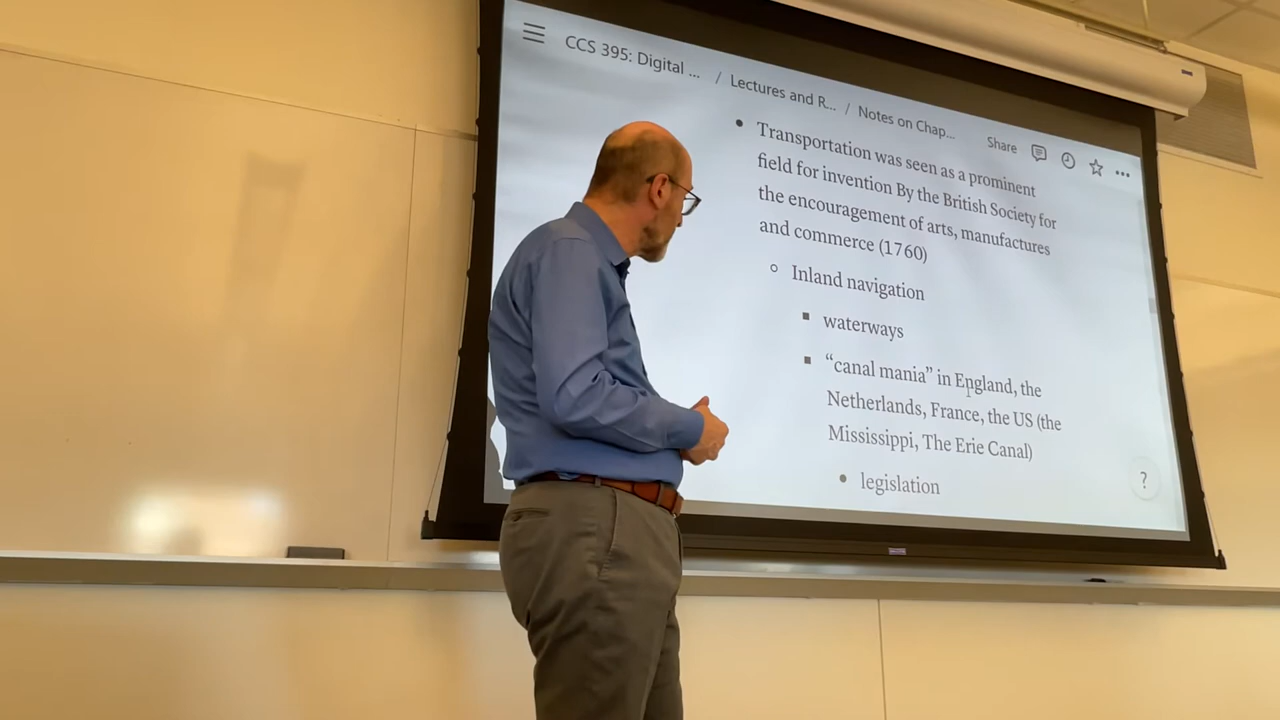 CCS 395: Digital ... / Lectures and R... / Notes on Chap... Share
• Transportation was seen as a prominent
field for invention By the British Society for
the encouragement of arts, manufactures
and commerce (1760)
○ Inland navigation
▪ waterways
▪ “canal mania” in England, the
Netherlands, France, the US (the
Mississippi, The Erie Canal)
• legislation
?